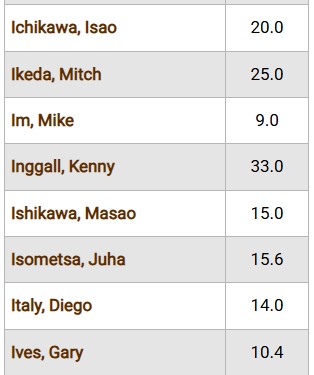 Ichikawa, Isao 20.0
Ikeda, Mitch 25.0
Im, Mike 9.0
Inggall, Kenny 33.0
Ishikawa, Masao 15.0
Isometsa, Juha 15.6
Italy, Diego 14.0
Ives, Gary 10.4